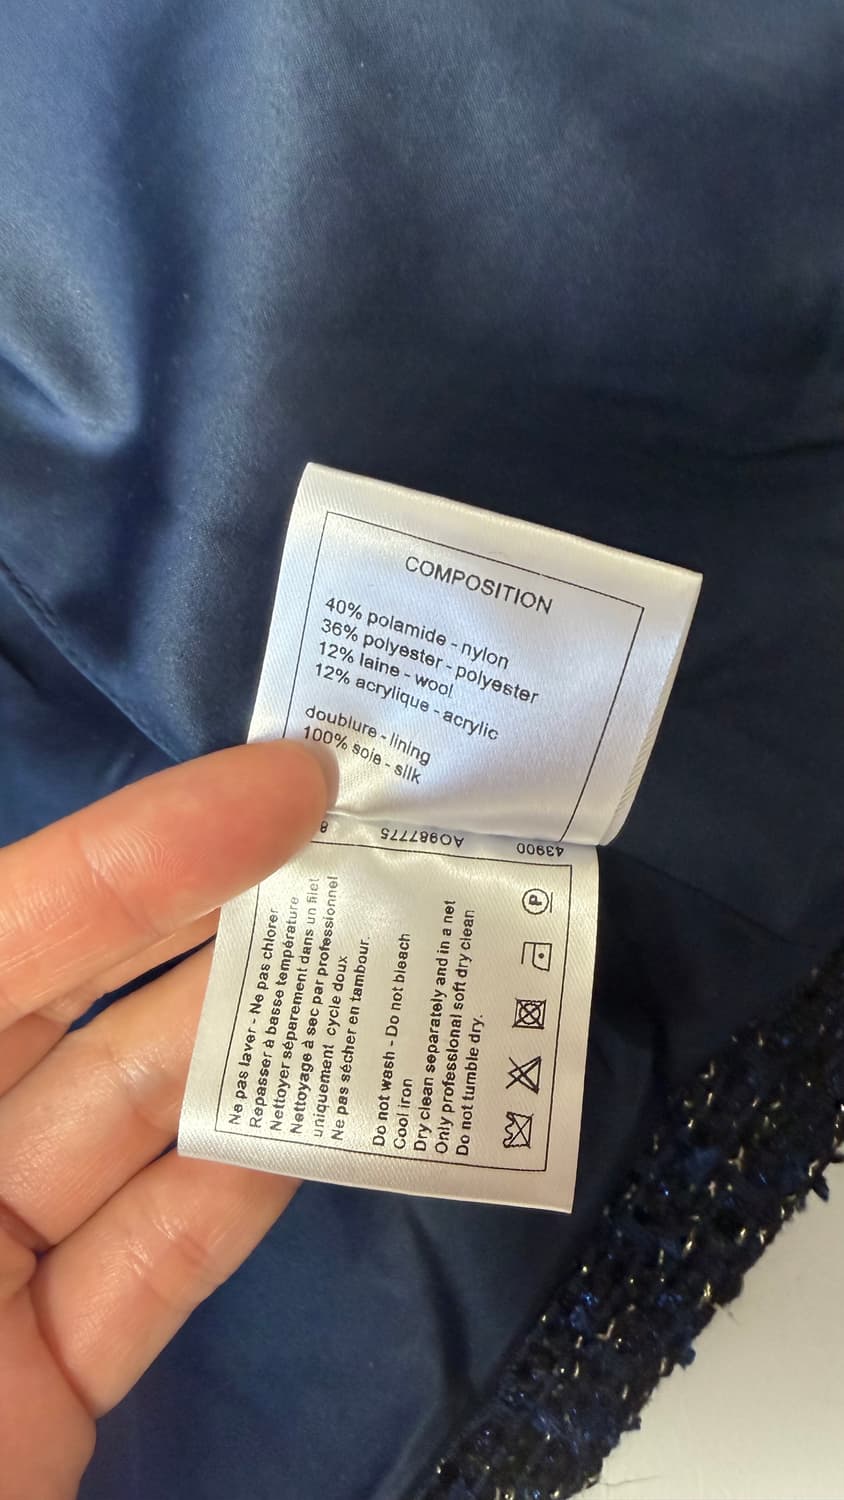 COMPOSITION
40% polamide - nylon
36% polyester - polyester
12% laine - wool
12% acrylique - acrylic
doublure - lining
100% soie - silk
43900 AO987775 8
Ne pas laver - Ne pas chlorer
Repasser à basse température
Nettoyer séparement dans un filet
Nettoyage à sec par professionnel
uniquement cycle doux
Ne pas sécher en tambour.
Do not wash - Do not bleach
Cool iron
Dry clean separately and in a net
Only professional soft dry clean
Do not tumble dry.
P